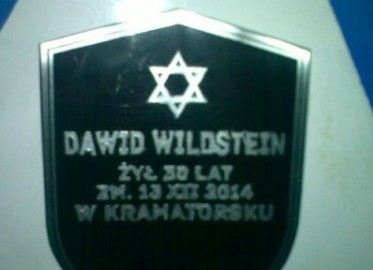 DAWID WILDSTEIN
ŻYŁ 30 LAT
ZM. 13 XII 2014
W KRAMATORSKU